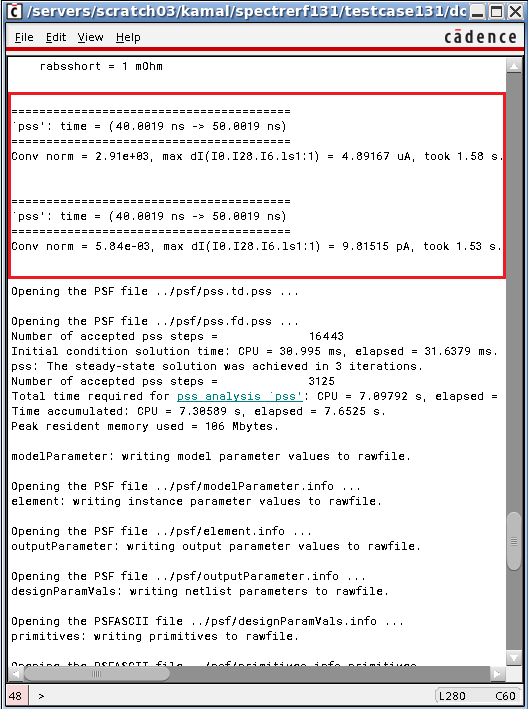 /servers/scratch03/kamal/spectrerf131/testcase131/do
File Edit View Help
cādence
rabsshort = 1 mOhm
========================================
`pss': time = (40.0019 ns -> 50.0019 ns)
========================================
Conv norm = 2.91e+03, max dI(I0.I28.I6.ls1:1) = 4.89167 uA, took 1.58 s.
========================================
`pss': time = (40.0019 ns -> 50.0019 ns)
========================================
Conv norm = 5.84e-03, max dI(I0.I28.I6.ls1:1) = 9.81515 pA, took 1.53 s.
Opening the PSF file ../psf/pss.td.pss ...
Opening the PSF file ../psf/pss.fd.pss ...
Number of accepted pss steps = 16443
Initial condition solution time: CPU = 30.995 ms, elapsed = 31.6379 ms.
pss: The steady-state solution was achieved in 3 iterations.
Number of accepted pss steps = 3125
Total time required for pss analysis `pss': CPU = 7.09792 s, elapsed =
Time accumulated: CPU = 7.30589 s, elapsed = 7.6525 s.
Peak resident memory used = 106 Mbytes.
modelParameter: writing model parameter values to rawfile.
Opening the PSF file ../psf/modelParameter.info ...
element: writing instance parameter values to rawfile.
Opening the PSF file ../psf/element.info ...
outputParameter: writing output parameter values to rawfile.
Opening the PSF file ../psf/outputParameter.info ...
designParamVals: writing netlist parameters to rawfile.
Opening the PSFASCII file ../psf/designParamVals.info ...
primitives: writing primitives to rawfile.
Opening the PSFASCII file ../psf/primitives.info.primitives
48 > L280 C60